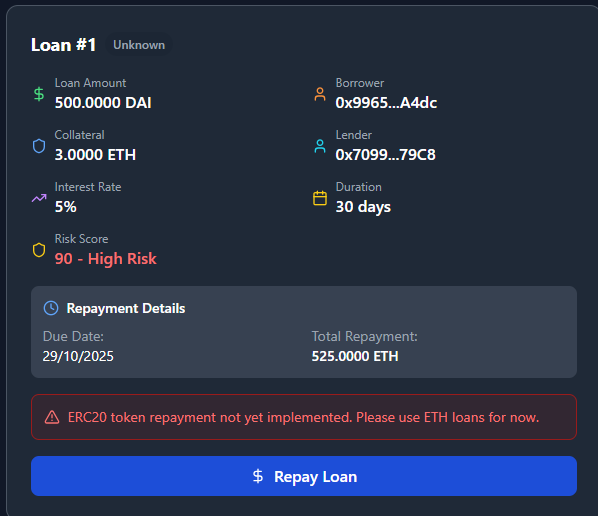 Loan #1 Unknown
Loan Amount
500.0000 DAI
Borrower
0x9965...A4dc
Collateral
3.0000 ETH
Lender
0x7099...79C8
Interest Rate
5%
Duration
30 days
Risk Score
90 - High Risk
Repayment Details
Due Date:
29/10/2025
Total Repayment:
525.0000 ETH
ERC20 token repayment not yet implemented. Please use ETH loans for now.
$ Repay Loan